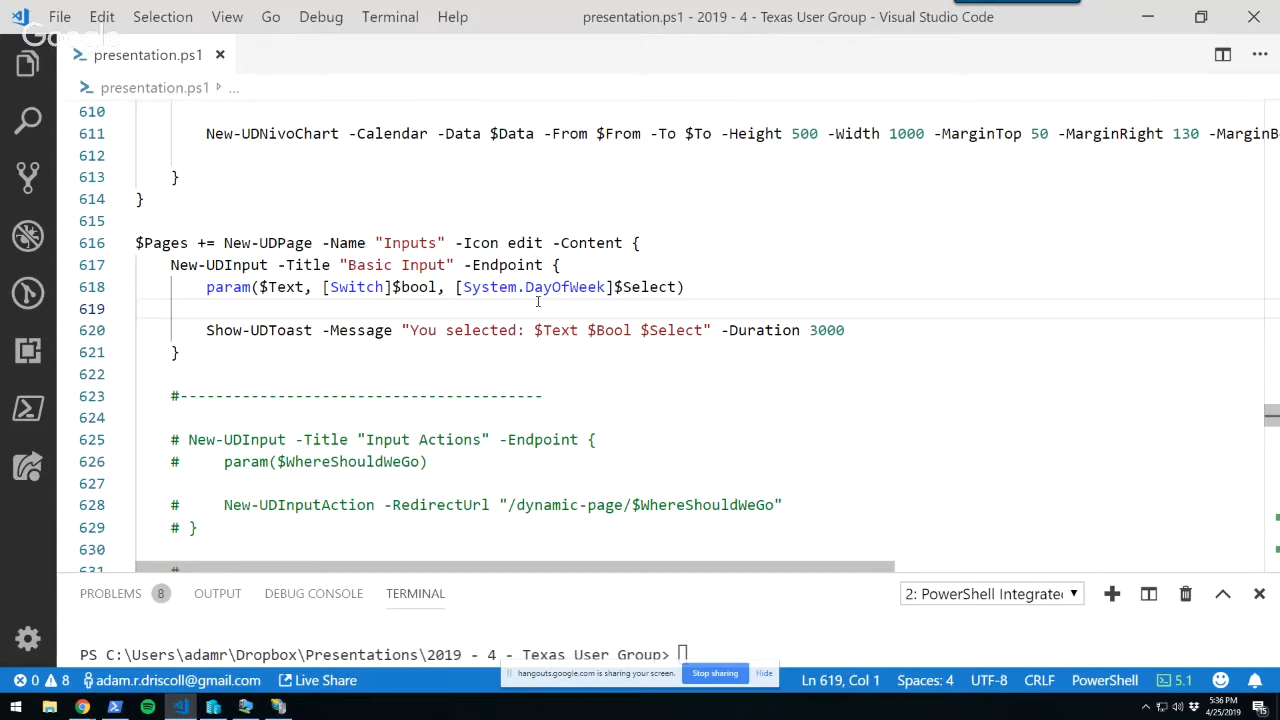 File Edit Selection View Go Debug Terminal Help
presentation.ps1 - 2019 - 4 - Texas User Group - Visual Studio Code
Google
presentation.ps1
presentation.ps1 ...
610
611 New-UDNivoChart -Calendar -Data $Data -From $From -To $To -Height 500 -Width 1000 -MarginTop 50 -MarginRight 130
612
613 }
614 }
615
616 $Pages += New-UDPage -Name "Inputs" -Icon edit -Content {
617 New-UDInput -Title "Basic Input" -Endpoint {
618 param($Text, [Switch]$bool, [System.DayOfWeek]$Select)
619
620 Show-UDToast -Message "You selected: $Text $Bool $Select" -Duration 3000
621 }
622
623 #-----------------------------------------
624
625 # New-UDInput -Title "Input Actions" -Endpoint {
626 # param($WhereShouldWeGo)
627
628 # New-UDInputAction -RedirectUrl "/dynamic-page/$WhereShouldWeGo"
629 # }
630
631 #
PROBLEMS 8 OUTPUT DEBUG CONSOLE TERMINAL
2: PowerShell Integrated
PS C:\Users\adamr\Dropbox\Presentations\2019 - 4 - Texas User Group>
hangouts.google.com is sharing your screen. Stop sharing Hide
0 8 adam.r.driscoll@gmail.com Live Share
Ln 619, Col 1 Spaces: 4 UTF-8 CRLF PowerShell 5.1
5:36 PM
4/25/2019
15